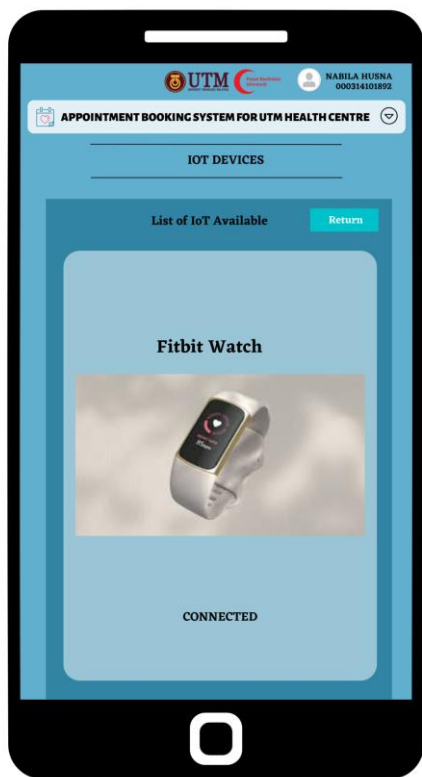 UTM
NABILA HUSNA
000314101892
APPOINTMENT BOOKING SYSTEM FOR UTM HEALTH CENTRE
IOT DEVICES
List of IoT Available
Return
Fitbit Watch
CONNECTED